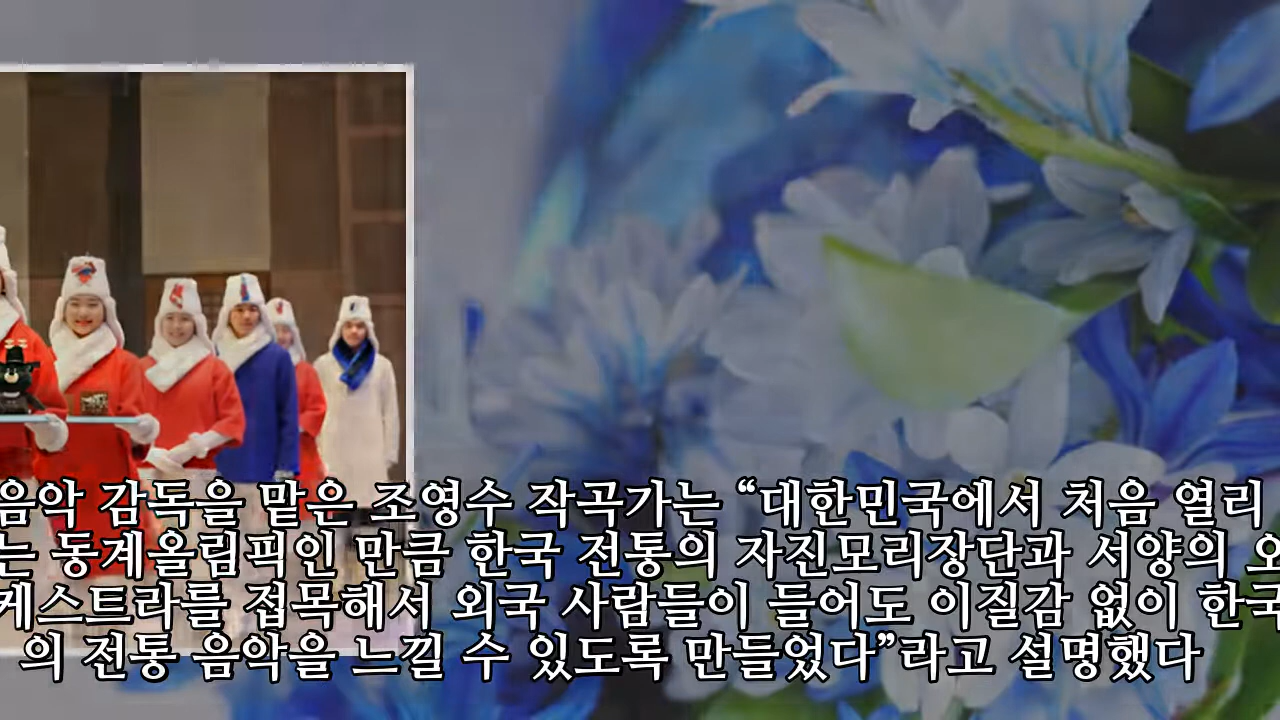 음악 감독을 맡은 조영수 작곡가는 “대한민국에서 처음 열리
는 동계올림픽인 만큼 한국 전통의 자진모리장단과 서양의 오
케스트라를 접목해서 외국 사람들이 들어도 이질감 없이 한국
의 전통 음악을 느낄 수 있도록 만들었다”라고 설명했다